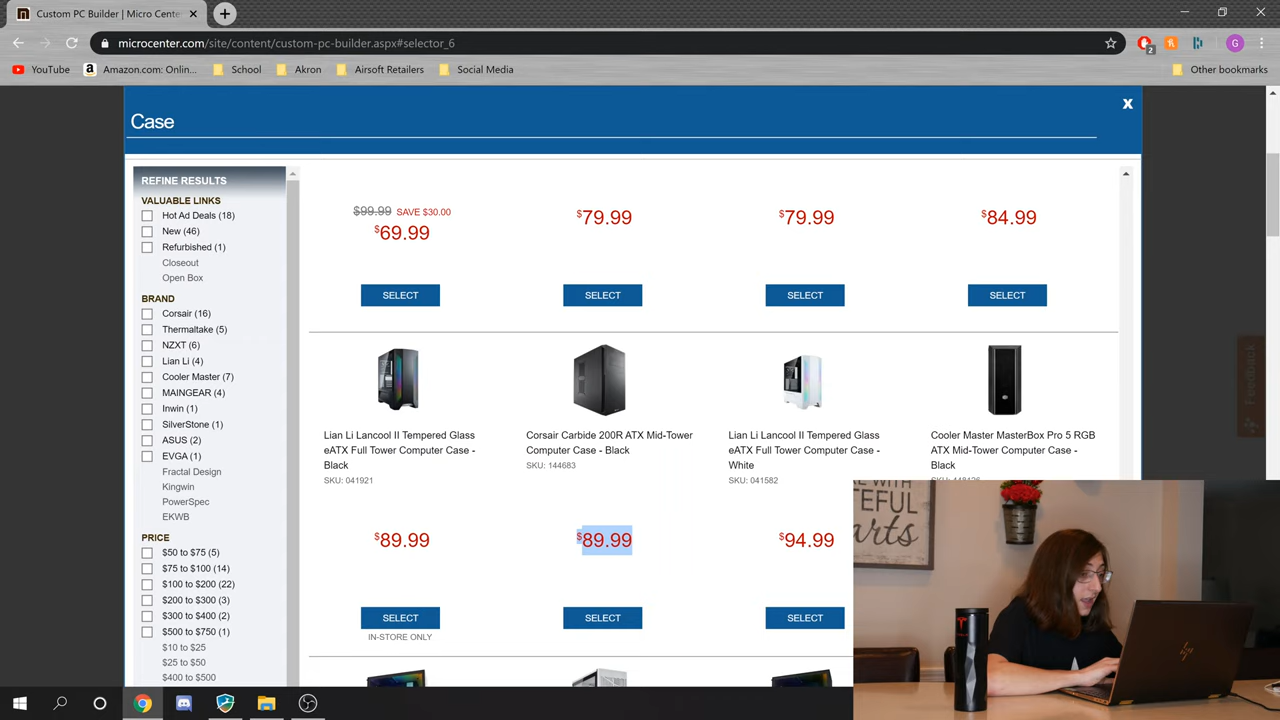 Custom PC Builder | Micro Cente
microcenter.com/site/content/custom-pc-builder.aspx#selector_6
2
G
YouTube
Amazon.com: Onlin...
School
Akron
Airsoft Retailers
Social Media
Other bookmarks
X
Case
REFINE RESULTS
VALUABLE LINKS
Hot Ad Deals (18)
New (46)
Refurbished (1)
Closeout
Open Box
BRAND
Corsair (16)
Thermaltake (5)
NZXT (6)
Lian Li (4)
Cooler Master (7)
MAINGEAR (4)
Inwin (1)
SilverStone (1)
ASUS (2)
EVGA (1)
Fractal Design
Kingwin
PowerSpec
EKWB
PRICE
$50 to $75 (5)
$75 to $100 (14)
$100 to $200 (22)
$200 to $300 (3)
$300 to $400 (2)
$500 to $750 (1)
$10 to $25
$25 to $50
$400 to $500
$99.99 SAVE $30.00
$69.99
$79.99
$79.99
$84.99
SELECT
SELECT
SELECT
SELECT
Lian Li Lancool II Tempered Glass
eATX Full Tower Computer Case -
Black
SKU: 041921
$89.99
SELECT
IN-STORE ONLY
Corsair Carbide 200R ATX Mid-Tower
Computer Case - Black
SKU: 144683
$89.99
SELECT
Lian Li Lancool II Tempered Glass
eATX Full Tower Computer Case -
White
SKU: 041582
$94.99
SELECT
Cooler Master MasterBox Pro 5 RGB
ATX Mid-Tower Computer Case -
Black
Feedback
hp